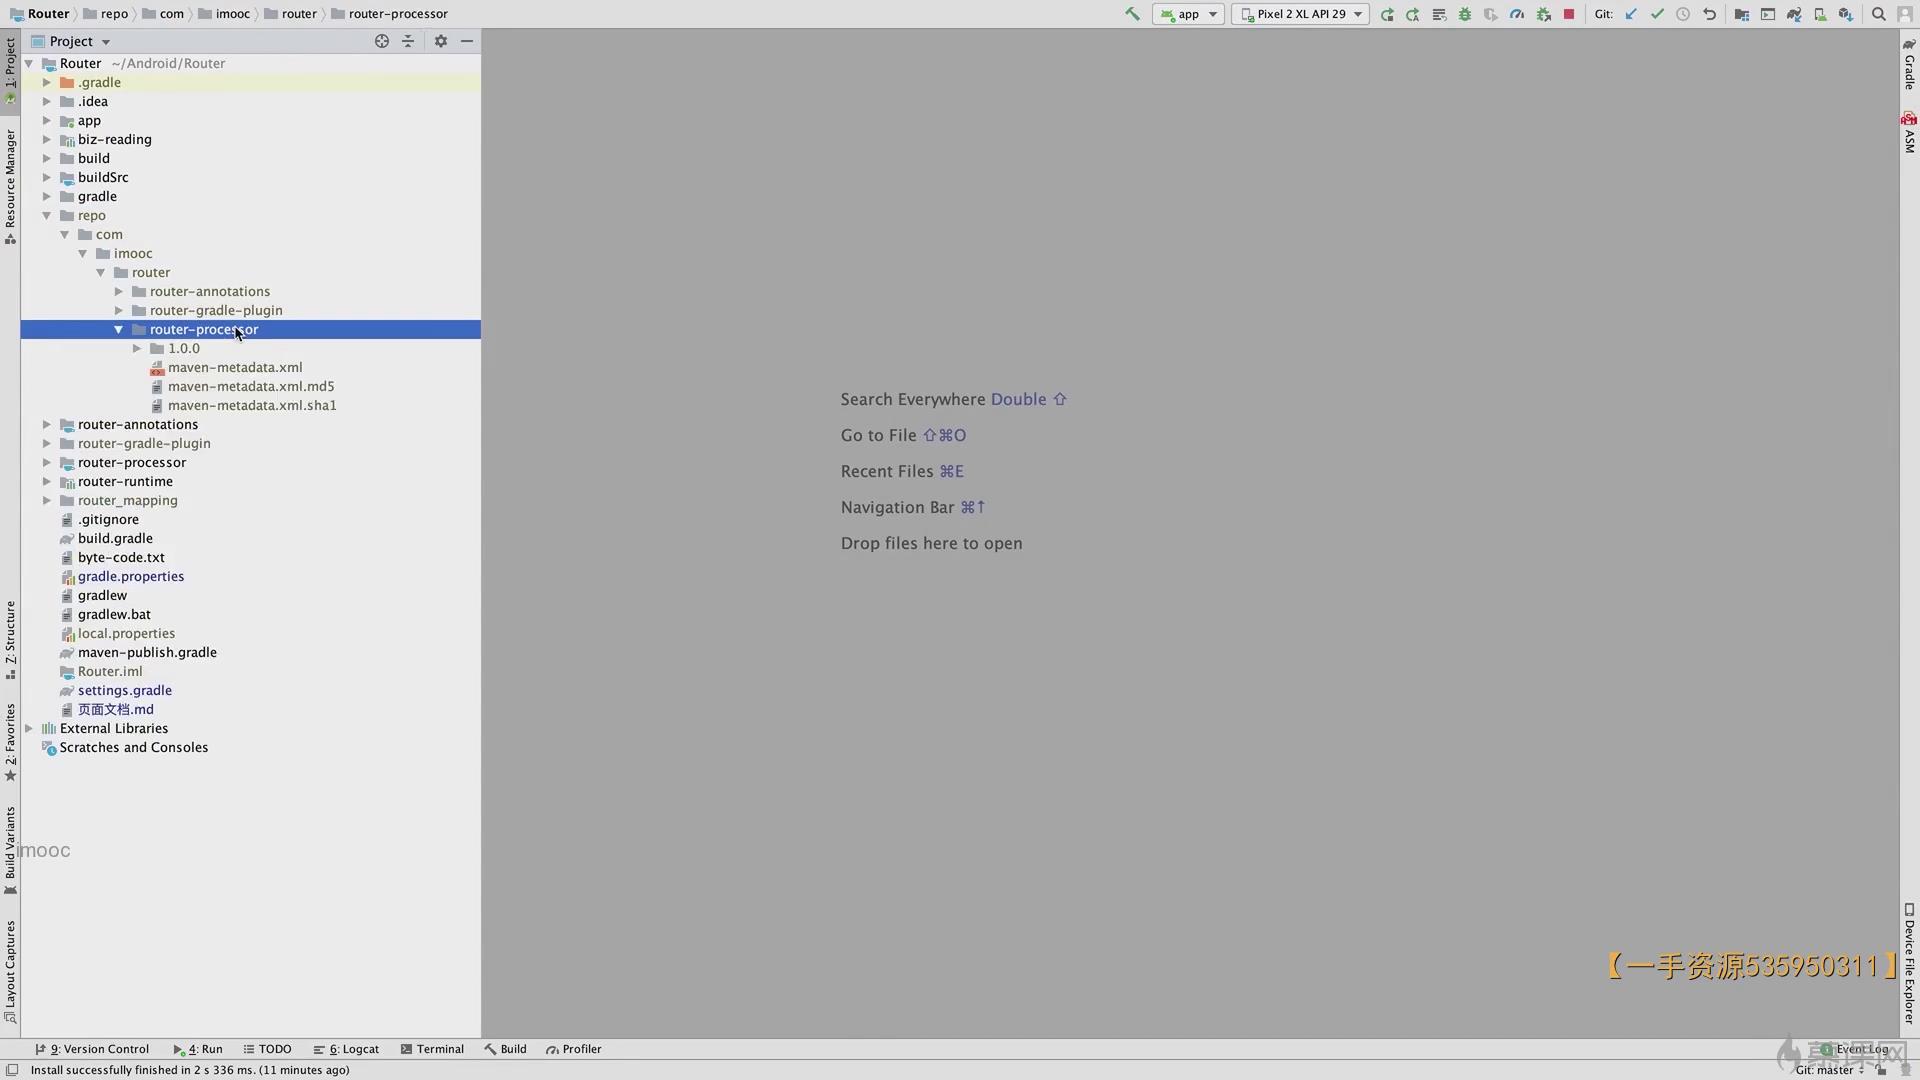 Router repo com imooc router router-processor app Pixel 2 XL API 29 Git:
Project
Router ~/Android/Router
.gradle
.idea
app
biz-reading
build
buildSrc
gradle
repo
com
imooc
router
router-annotations
router-gradle-plugin
router-processor
1.0.0
maven-metadata.xml
maven-metadata.xml.md5
maven-metadata.xml.sha1
router-annotations
router-gradle-plugin
router-processor
router-runtime
router_mapping
.gitignore
build.gradle
byte-code.txt
gradle.properties
gradlew
gradlew.bat
local.properties
maven-publish.gradle
Router.iml
settings.gradle
页面文档.md
External Libraries
Scratches and Consoles
1: Project
Resource Manager
Z: Structure
2: Favorites
Build Variants
imooc
Layout Captures
Search Everywhere Double ⇧
Go to File ⇧⌘O
Recent Files ⌘E
Navigation Bar ⌘↑
Drop files here to open
Gradle
ASM
Device File Explorer
【一手资源535950311】
9: Version Control 4: Run TODO 6: Logcat Terminal Build Profiler Event Log
慕课网
Install successfully finished in 2 s 336 ms. (11 minutes ago) Git: master